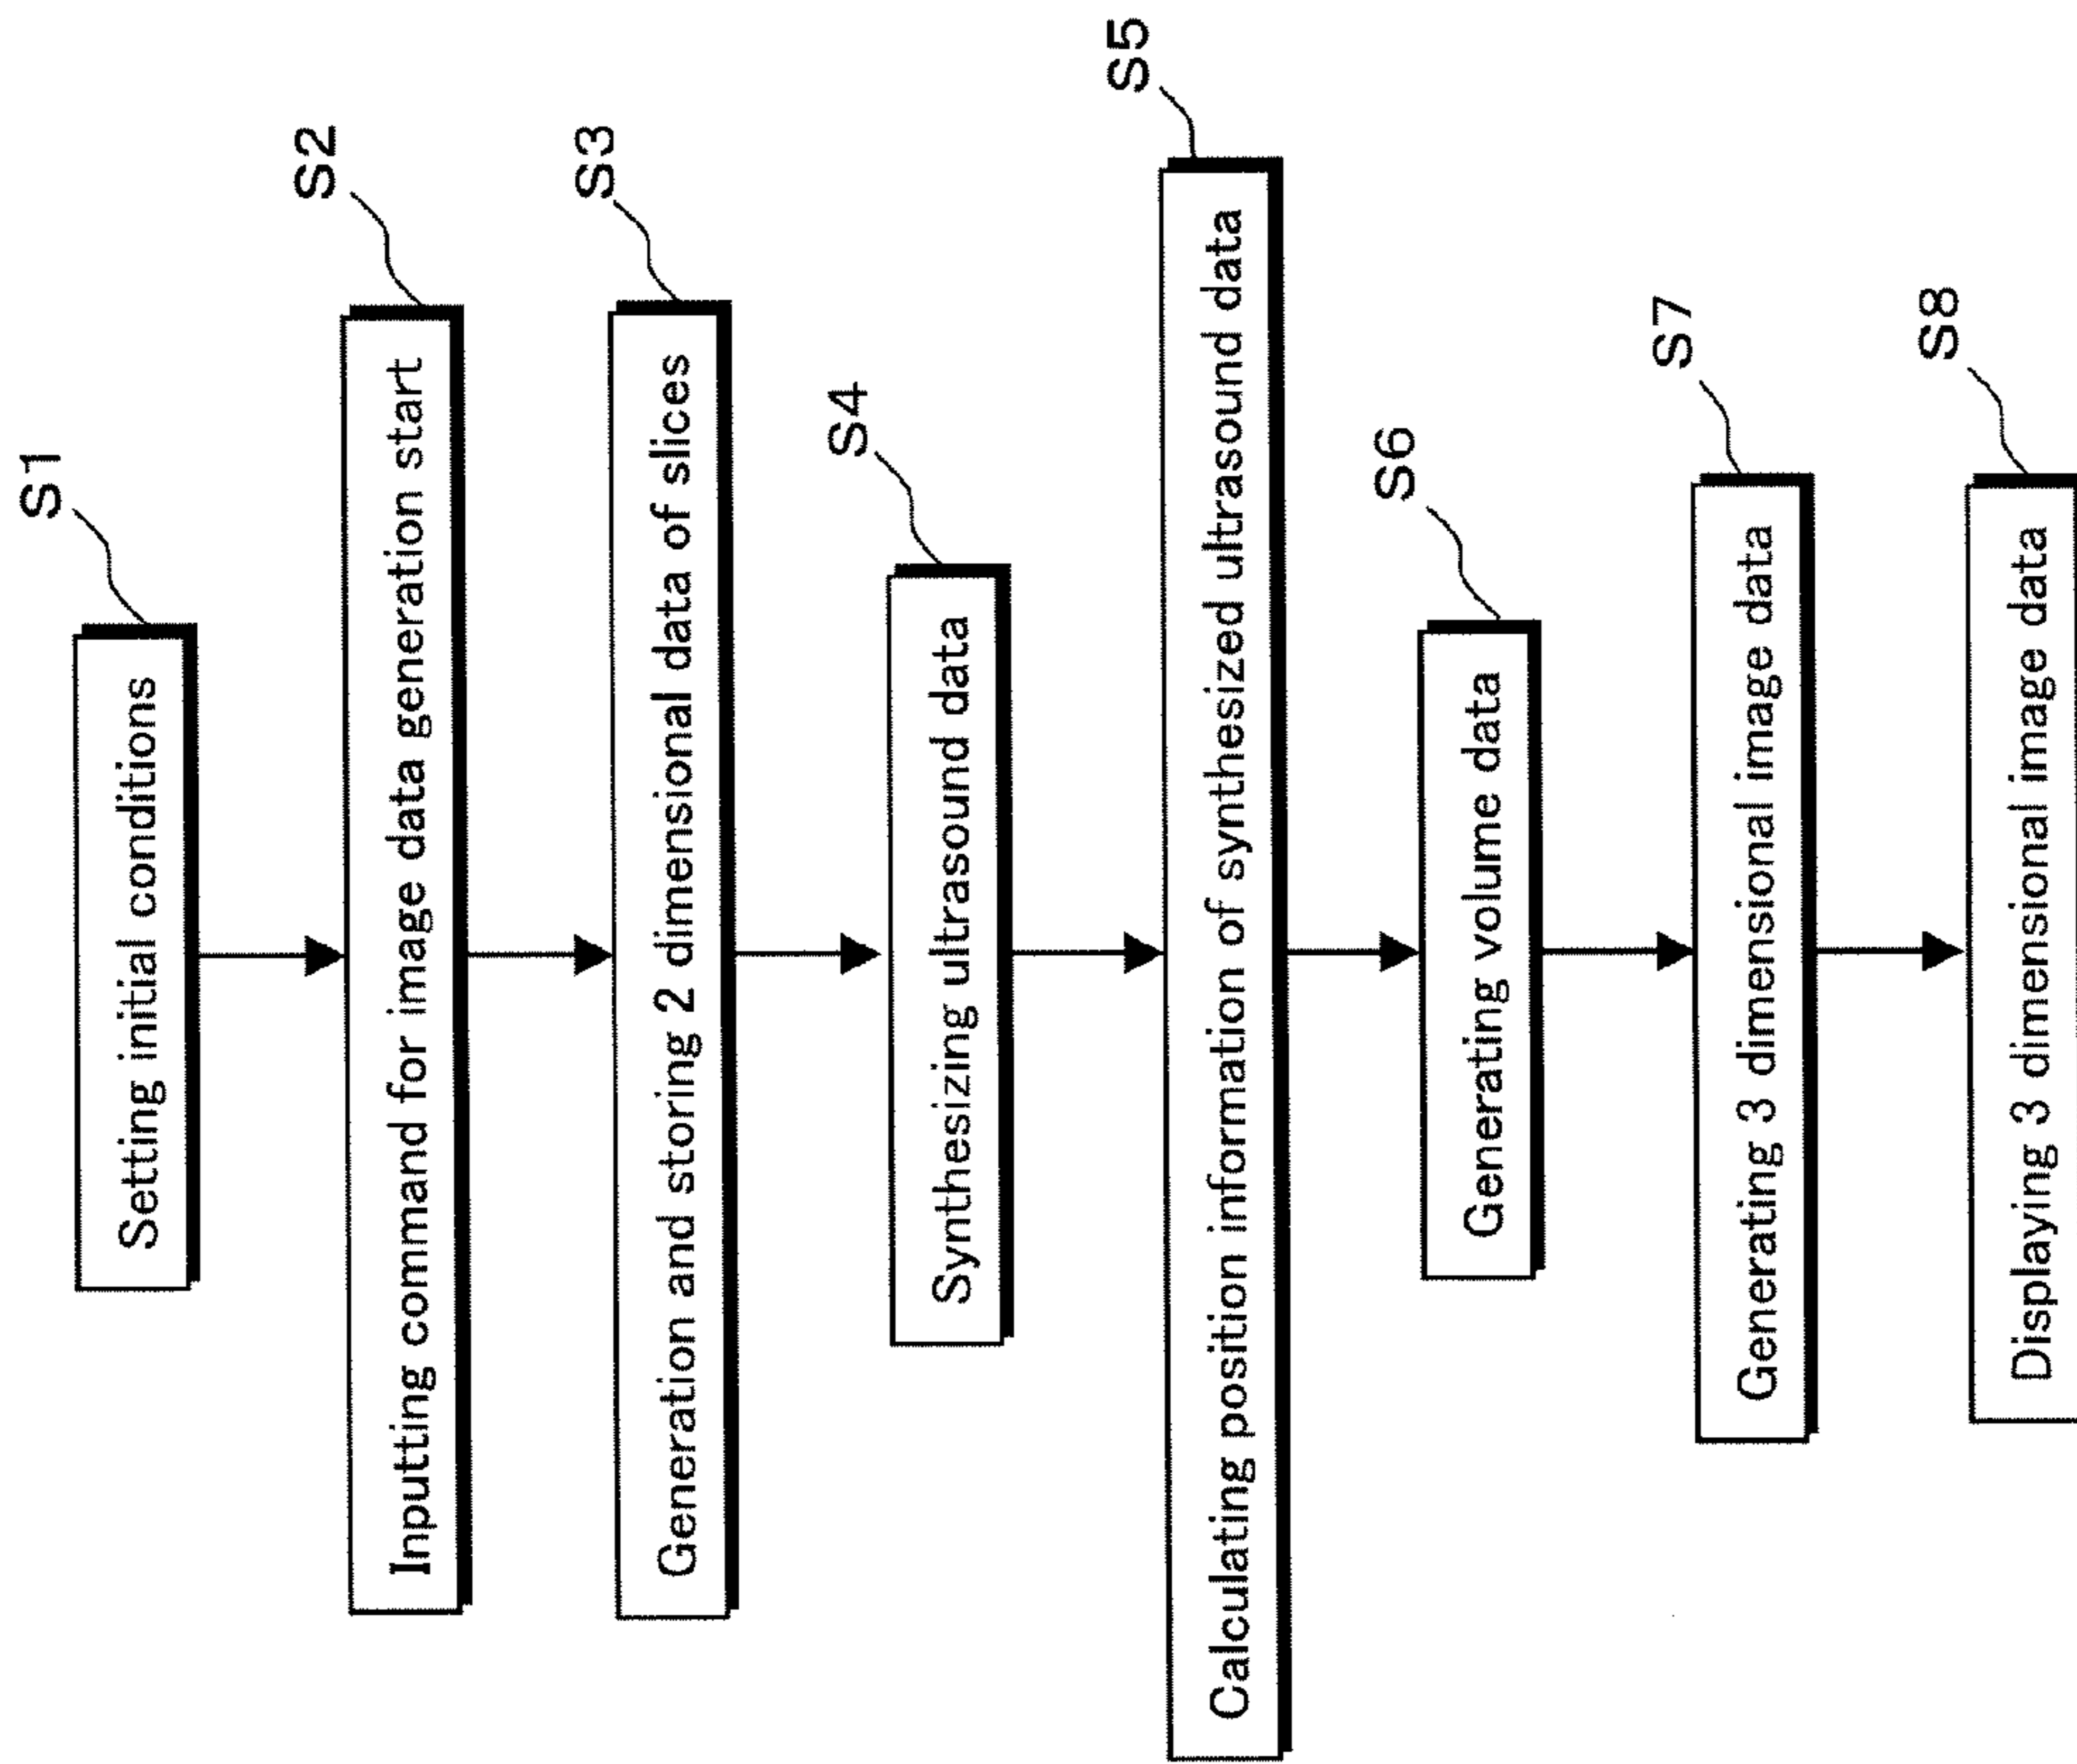 S1
Setting initial conditions
S2
Inputting command for image data generation start
S3
Generation and storing 2 dimensional data of slices
S4
Synthesizing ultrasound data
S5
Calculating position information of synthesized ultrasound data
S6
Generating volume data
S7
Generating 3 dimensional image data
S8
Displaying 3 dimensional image data